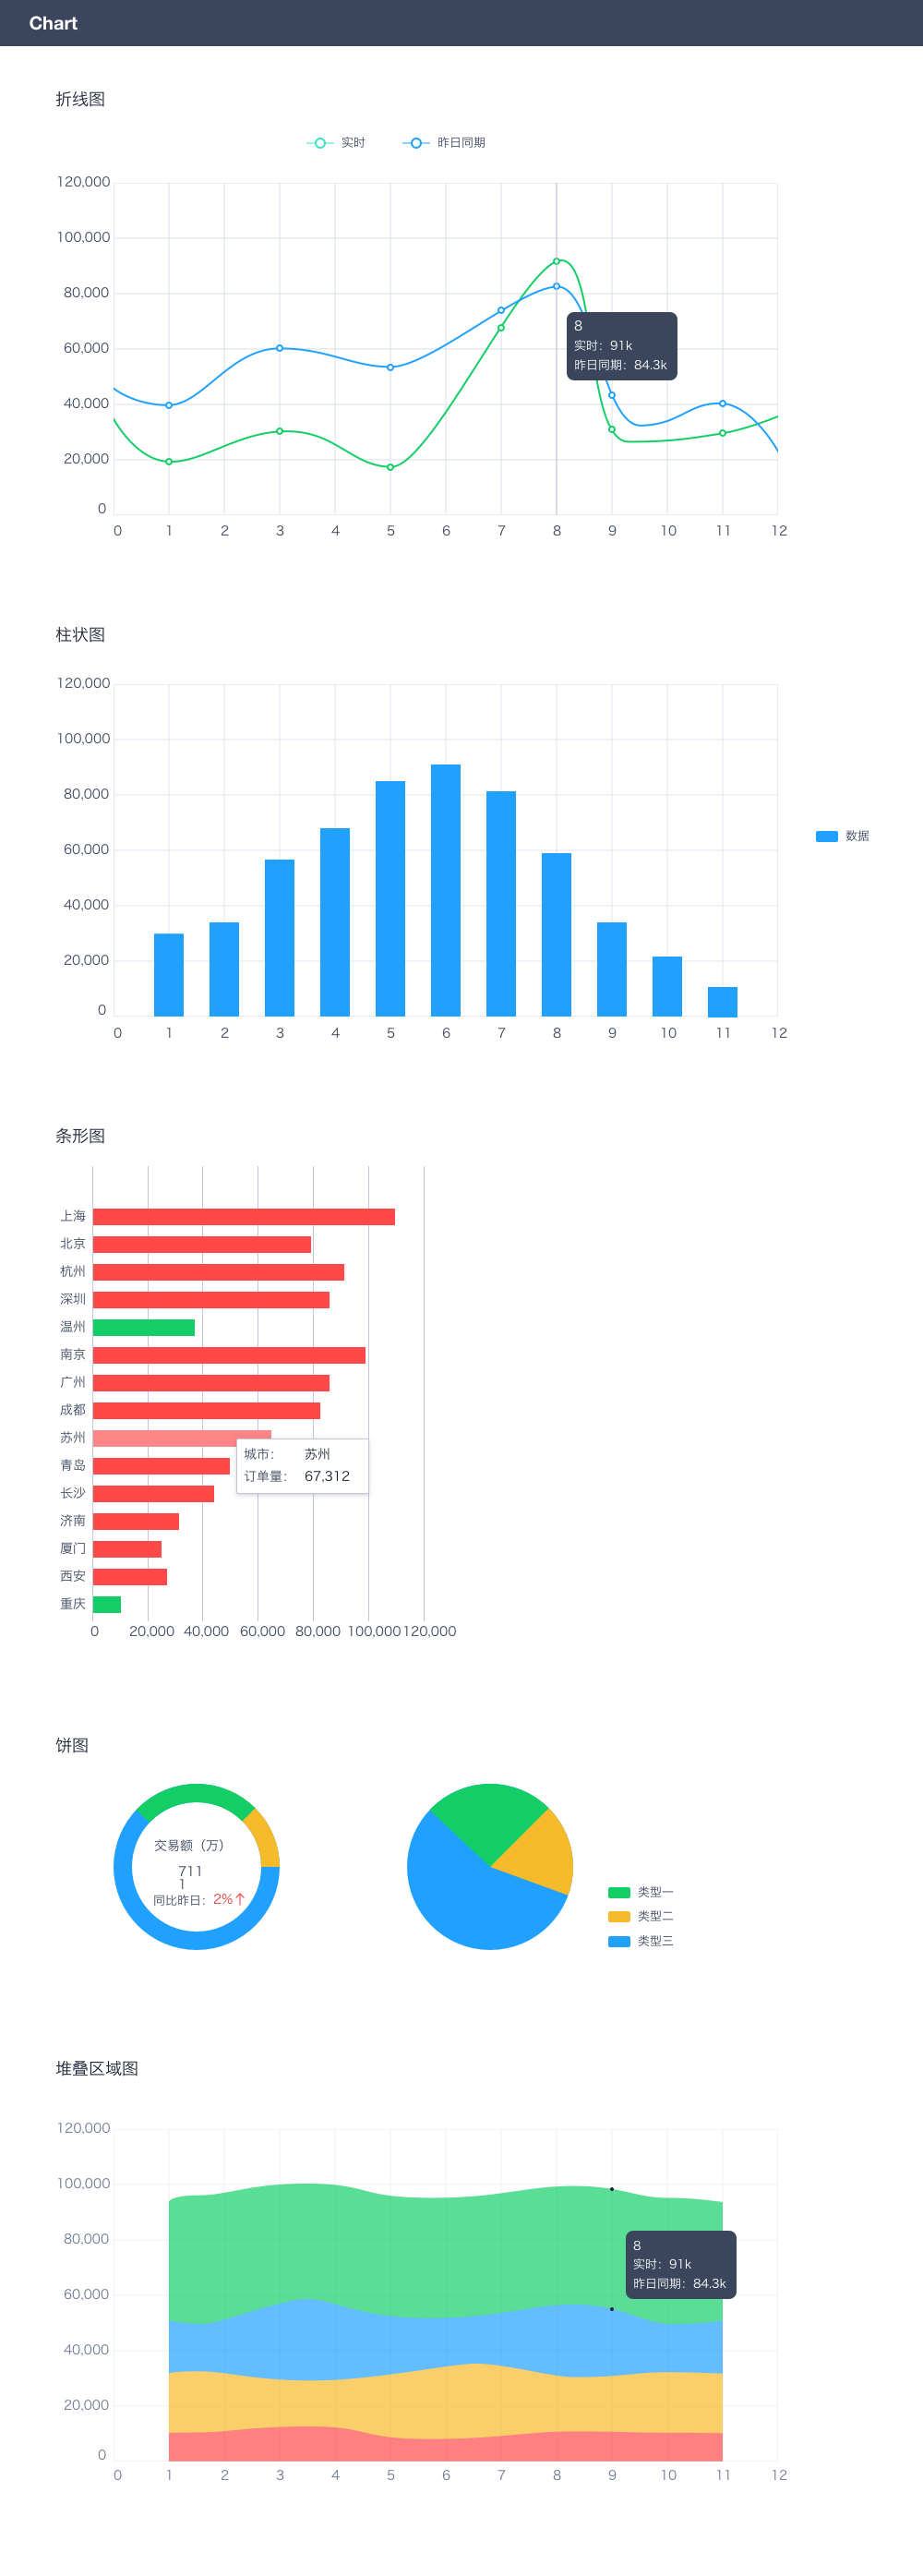 Chart
折线图
实时 昨日同期
120,000
100,000
80,000
60,000
40,000
20,000
0
8
实时：91k
昨日同期：84.3k
0 1 2 3 4 5 6 7 8 9 10 11 12
柱状图
120,000
100,000
80,000
60,000
40,000
20,000
0
0 1 2 3 4 5 6 7 8 9 10 11 12
数据
条形图
上海
北京
杭州
深圳
温州
南京
广州
成都
苏州
青岛
长沙
济南
厦门
西安
重庆
城市： 苏州
订单量： 67,312
0 20,000 40,000 60,000 80,000 100,000 120,000
饼图
交易额（万）
711
1
同比昨日：2%↑
类型一
类型二
类型三
堆叠区域图
120,000
100,000
80,000
60,000
40,000
20,000
0
8
实时：91k
昨日同期：84.3k
0 1 2 3 4 5 6 7 8 9 10 11 12